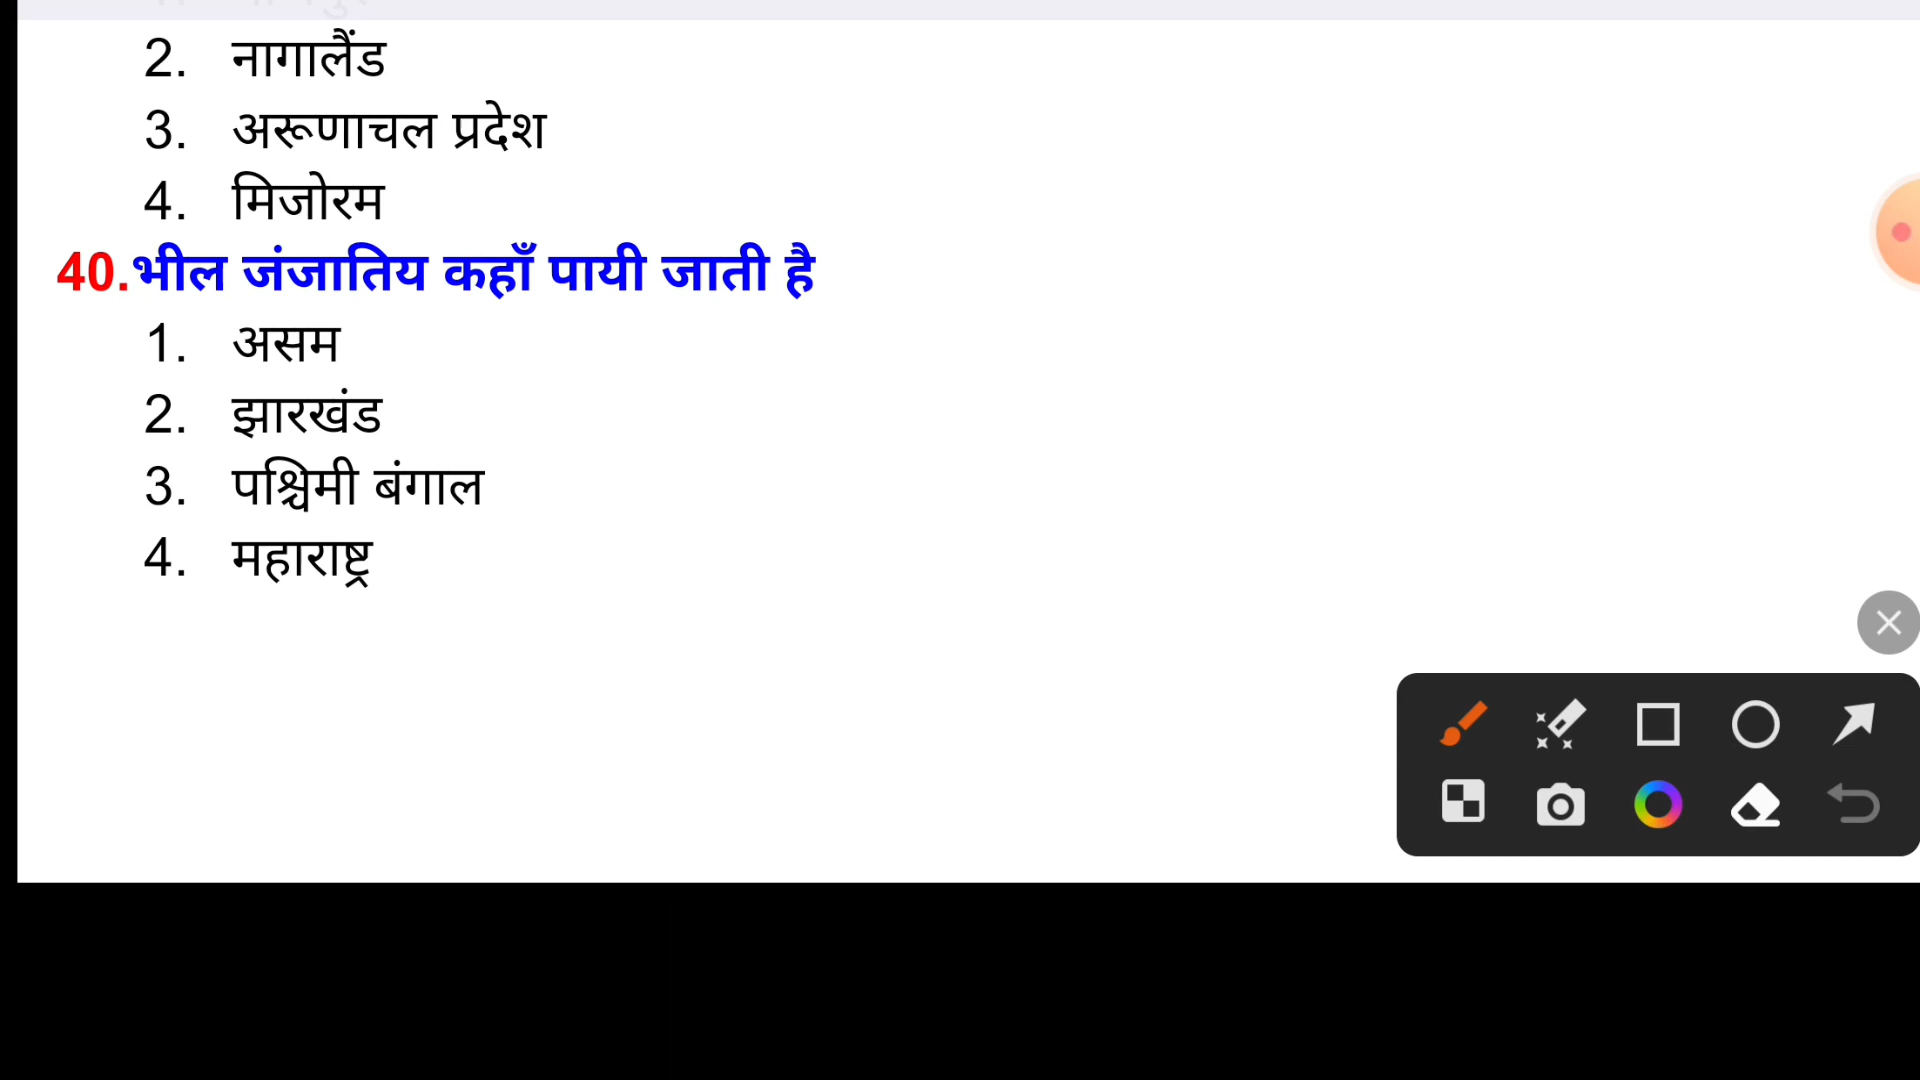 2. नागालैंड
3. अरूणाचल प्रदेश
4. मिजोरम
40.भील जंजातिय कहाँ पायी जाती है
1. असम
2. झारखंड
3. पश्चिमी बंगाल
4. महाराष्ट्र